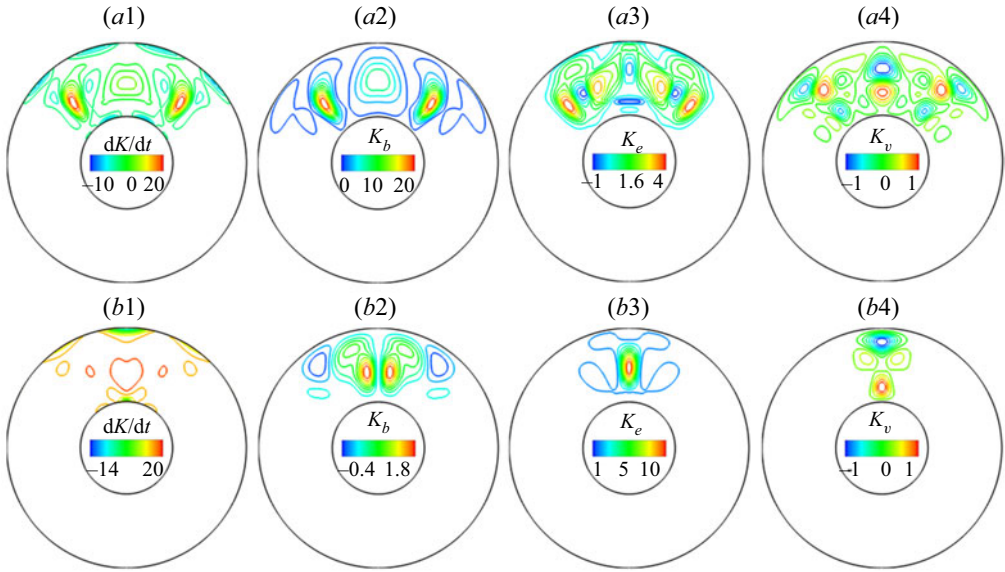 (a1) (a2) (a3) (a4)
dK/dt K_b K_e K_v
–10 0 20 0 10 20 –1 1.6 4 –1 0 1
(b1) (b2) (b3) (b4)
dK/dt K_b K_e K_v
–14 20 –0.4 1.8 1 5 10 –1 0 1